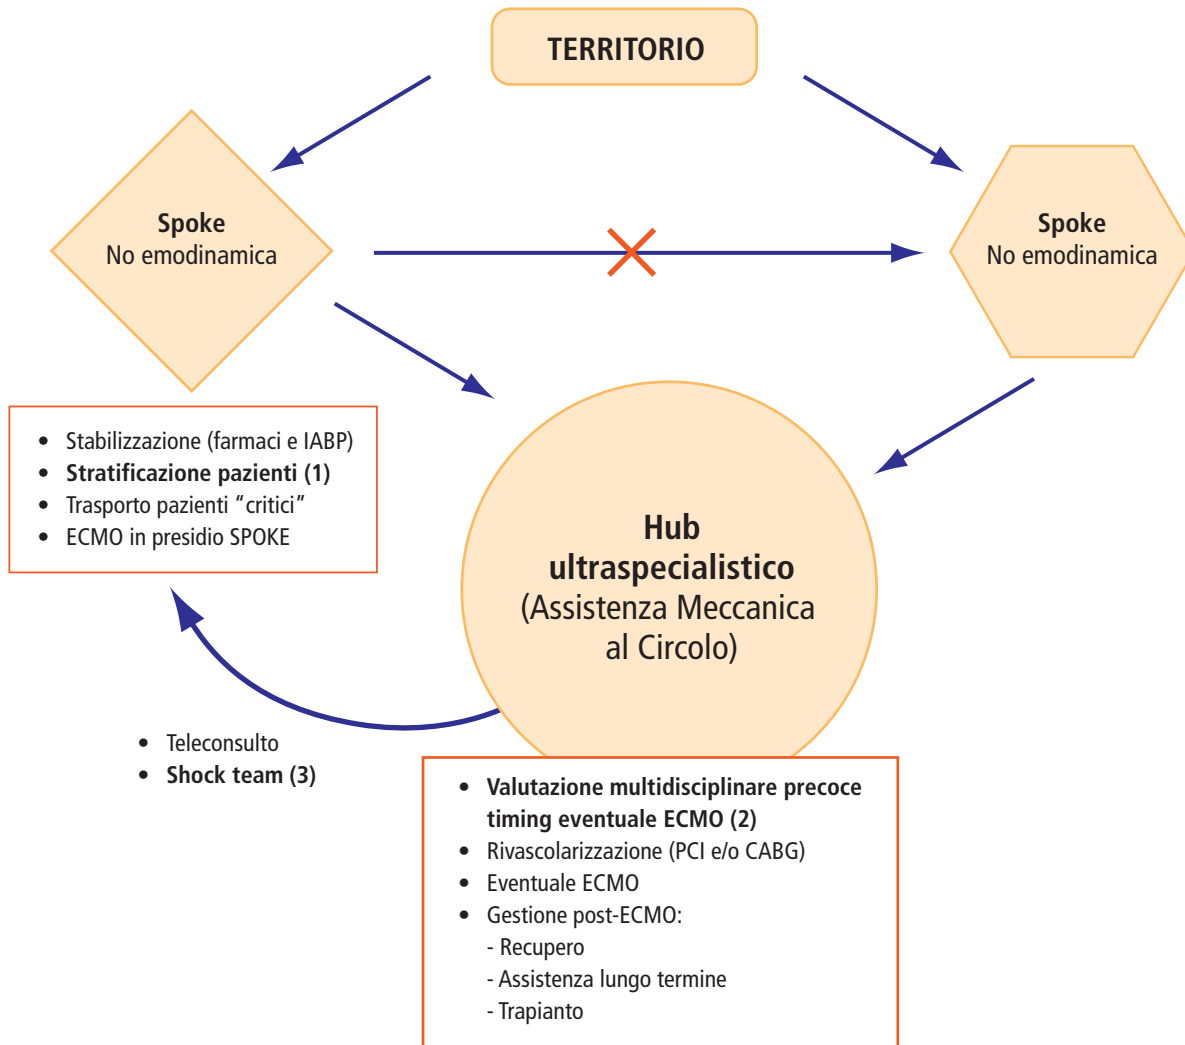 TERRITORIO
Spoke
No emodinamica
Spoke
No emodinamica
• Stabilizzazione (farmaci e IABP)
• Stratificazione pazienti (1)
• Trasporto pazienti “critici”
• ECMO in presidio SPOKE
Hub
ultraspecialistico
(Assistenza Meccanica
al Circolo)
• Teleconsulto
• Shock team (3)
• Valutazione multidisciplinare precoce
timing eventuale ECMO (2)
• Rivascolarizzazione (PCI e/o CABG)
• Eventuale ECMO
• Gestione post-ECMO:
- Recupero
- Assistenza lungo termine
- Trapianto